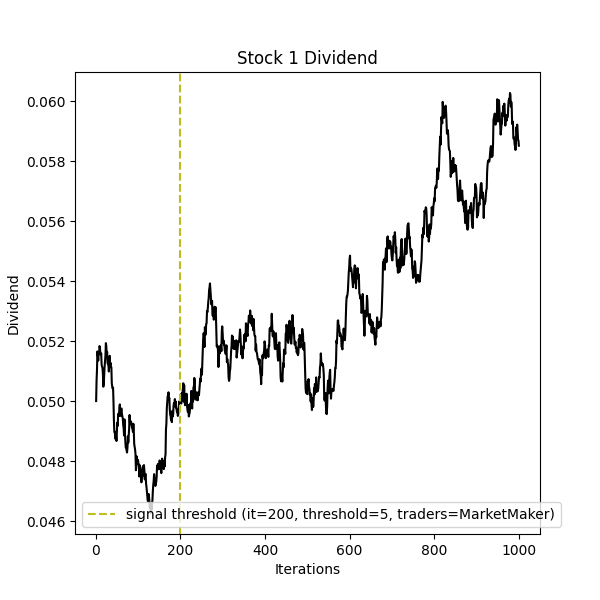 Stock 1 Dividend
0.060
0.058
0.056
0.054
0.052
0.050
0.048
0.046
Dividend
signal threshold (it=200, threshold=5, traders=MarketMaker)
0 200 400 600 800 1000
Iterations